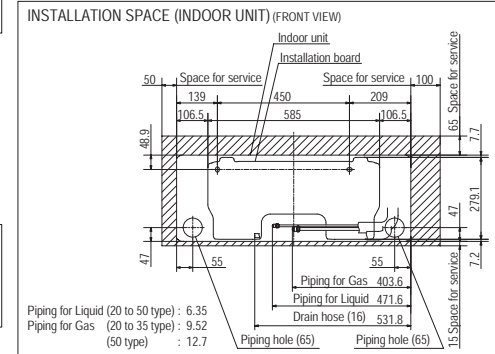 INSTALLATION SPACE (INDOOR UNIT) (FRONT VIEW)
Indoor unit
Installation board
50 Space for service Space for service 100
139 450 209
106.5 585 106.5
65 Space for service
7.7
48.9
279.1
47
47
7.2
55 55
15 Space for service
Piping for Gas 403.6
Piping for Liquid 471.6
Drain hose (16) 531.8
Piping for Liquid (20 to 50 type) : 6.35
Piping for Gas (20 to 35 type) : 9.52
(50 type) : 12.7
Piping hole (65) Piping hole (65)